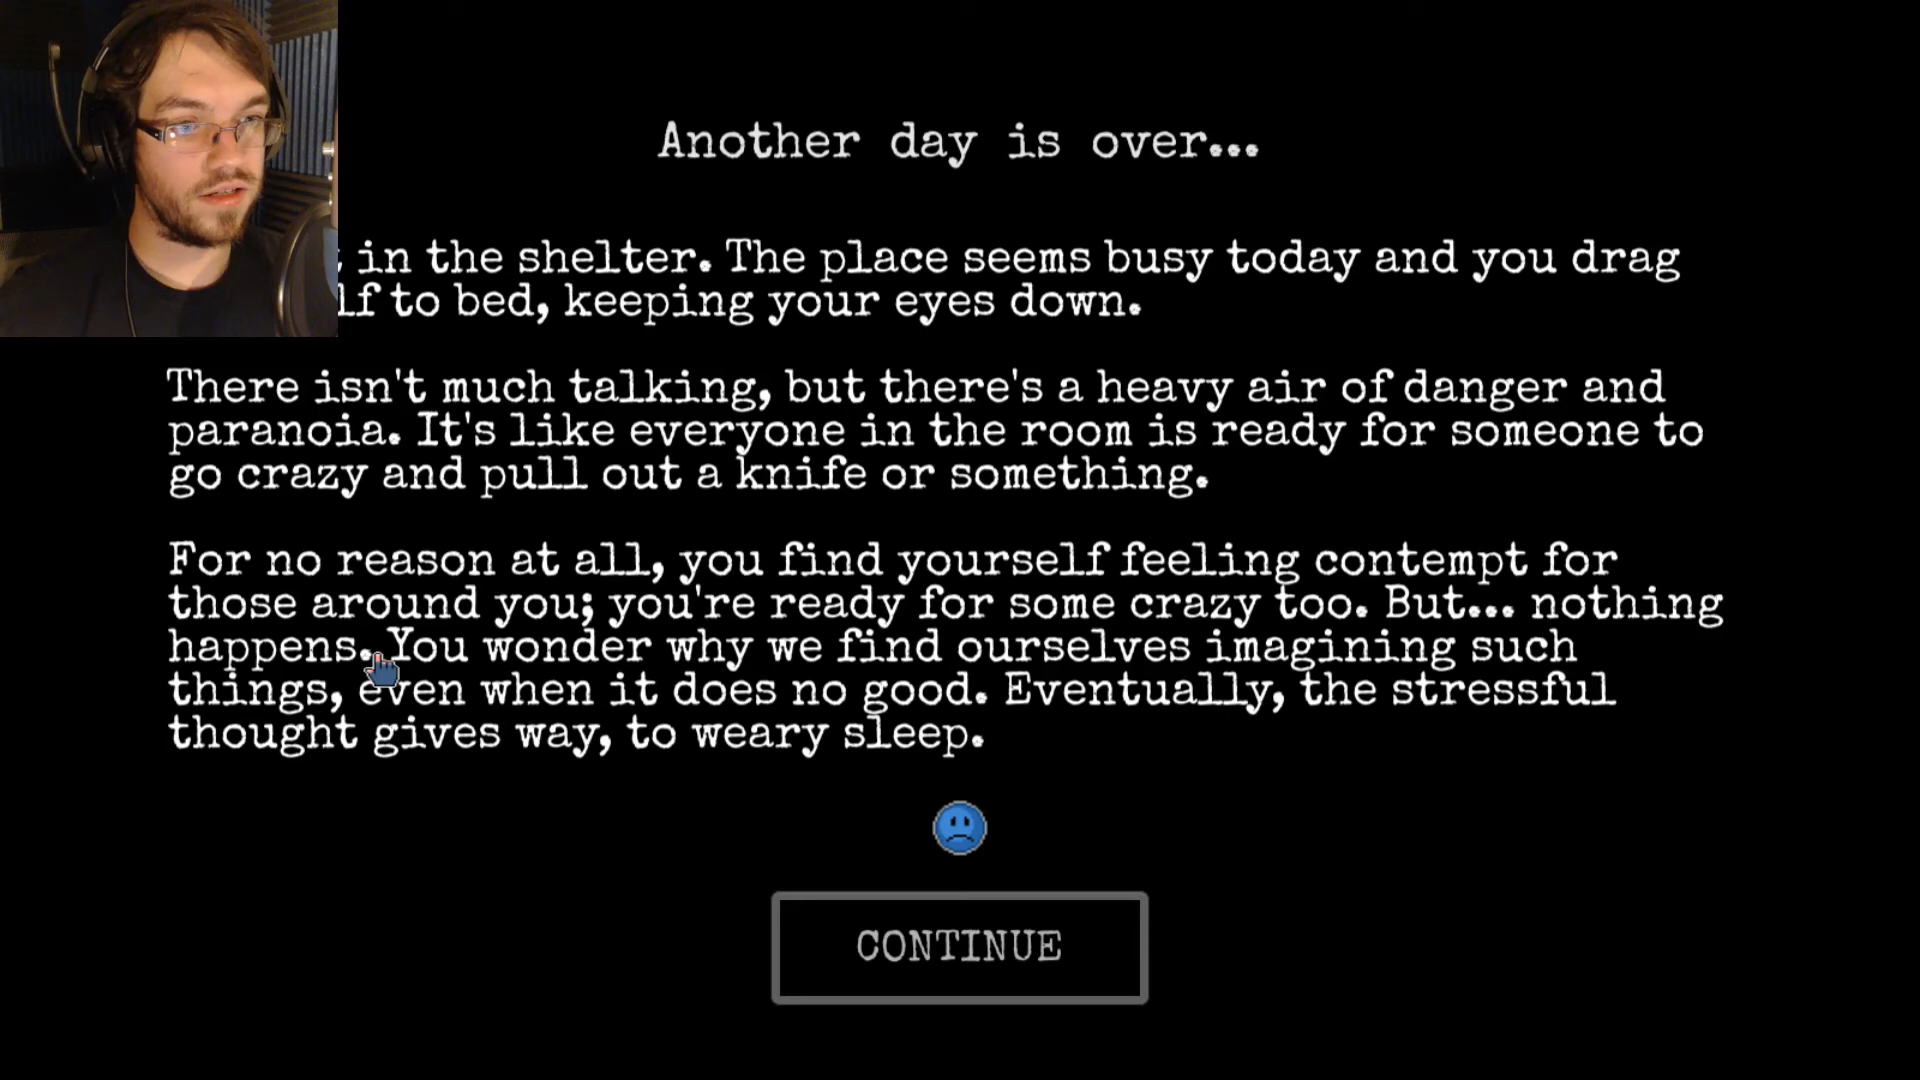 Another day is over...
in the shelter. The place seems busy today and you drag
to bed, keeping your eyes down.
There isn't much talking, but there's a heavy air of danger and
paranoia. It's like everyone in the room is ready for someone to
go crazy and pull out a knife or something.
For no reason at all, you find yourself feeling contempt for
those around you; you're ready for some crazy too. But... nothing
happens. You wonder why we find ourselves imagining such
things, even when it does no good. Eventually, the stressful
thought gives way, to weary sleep.
CONTINUE